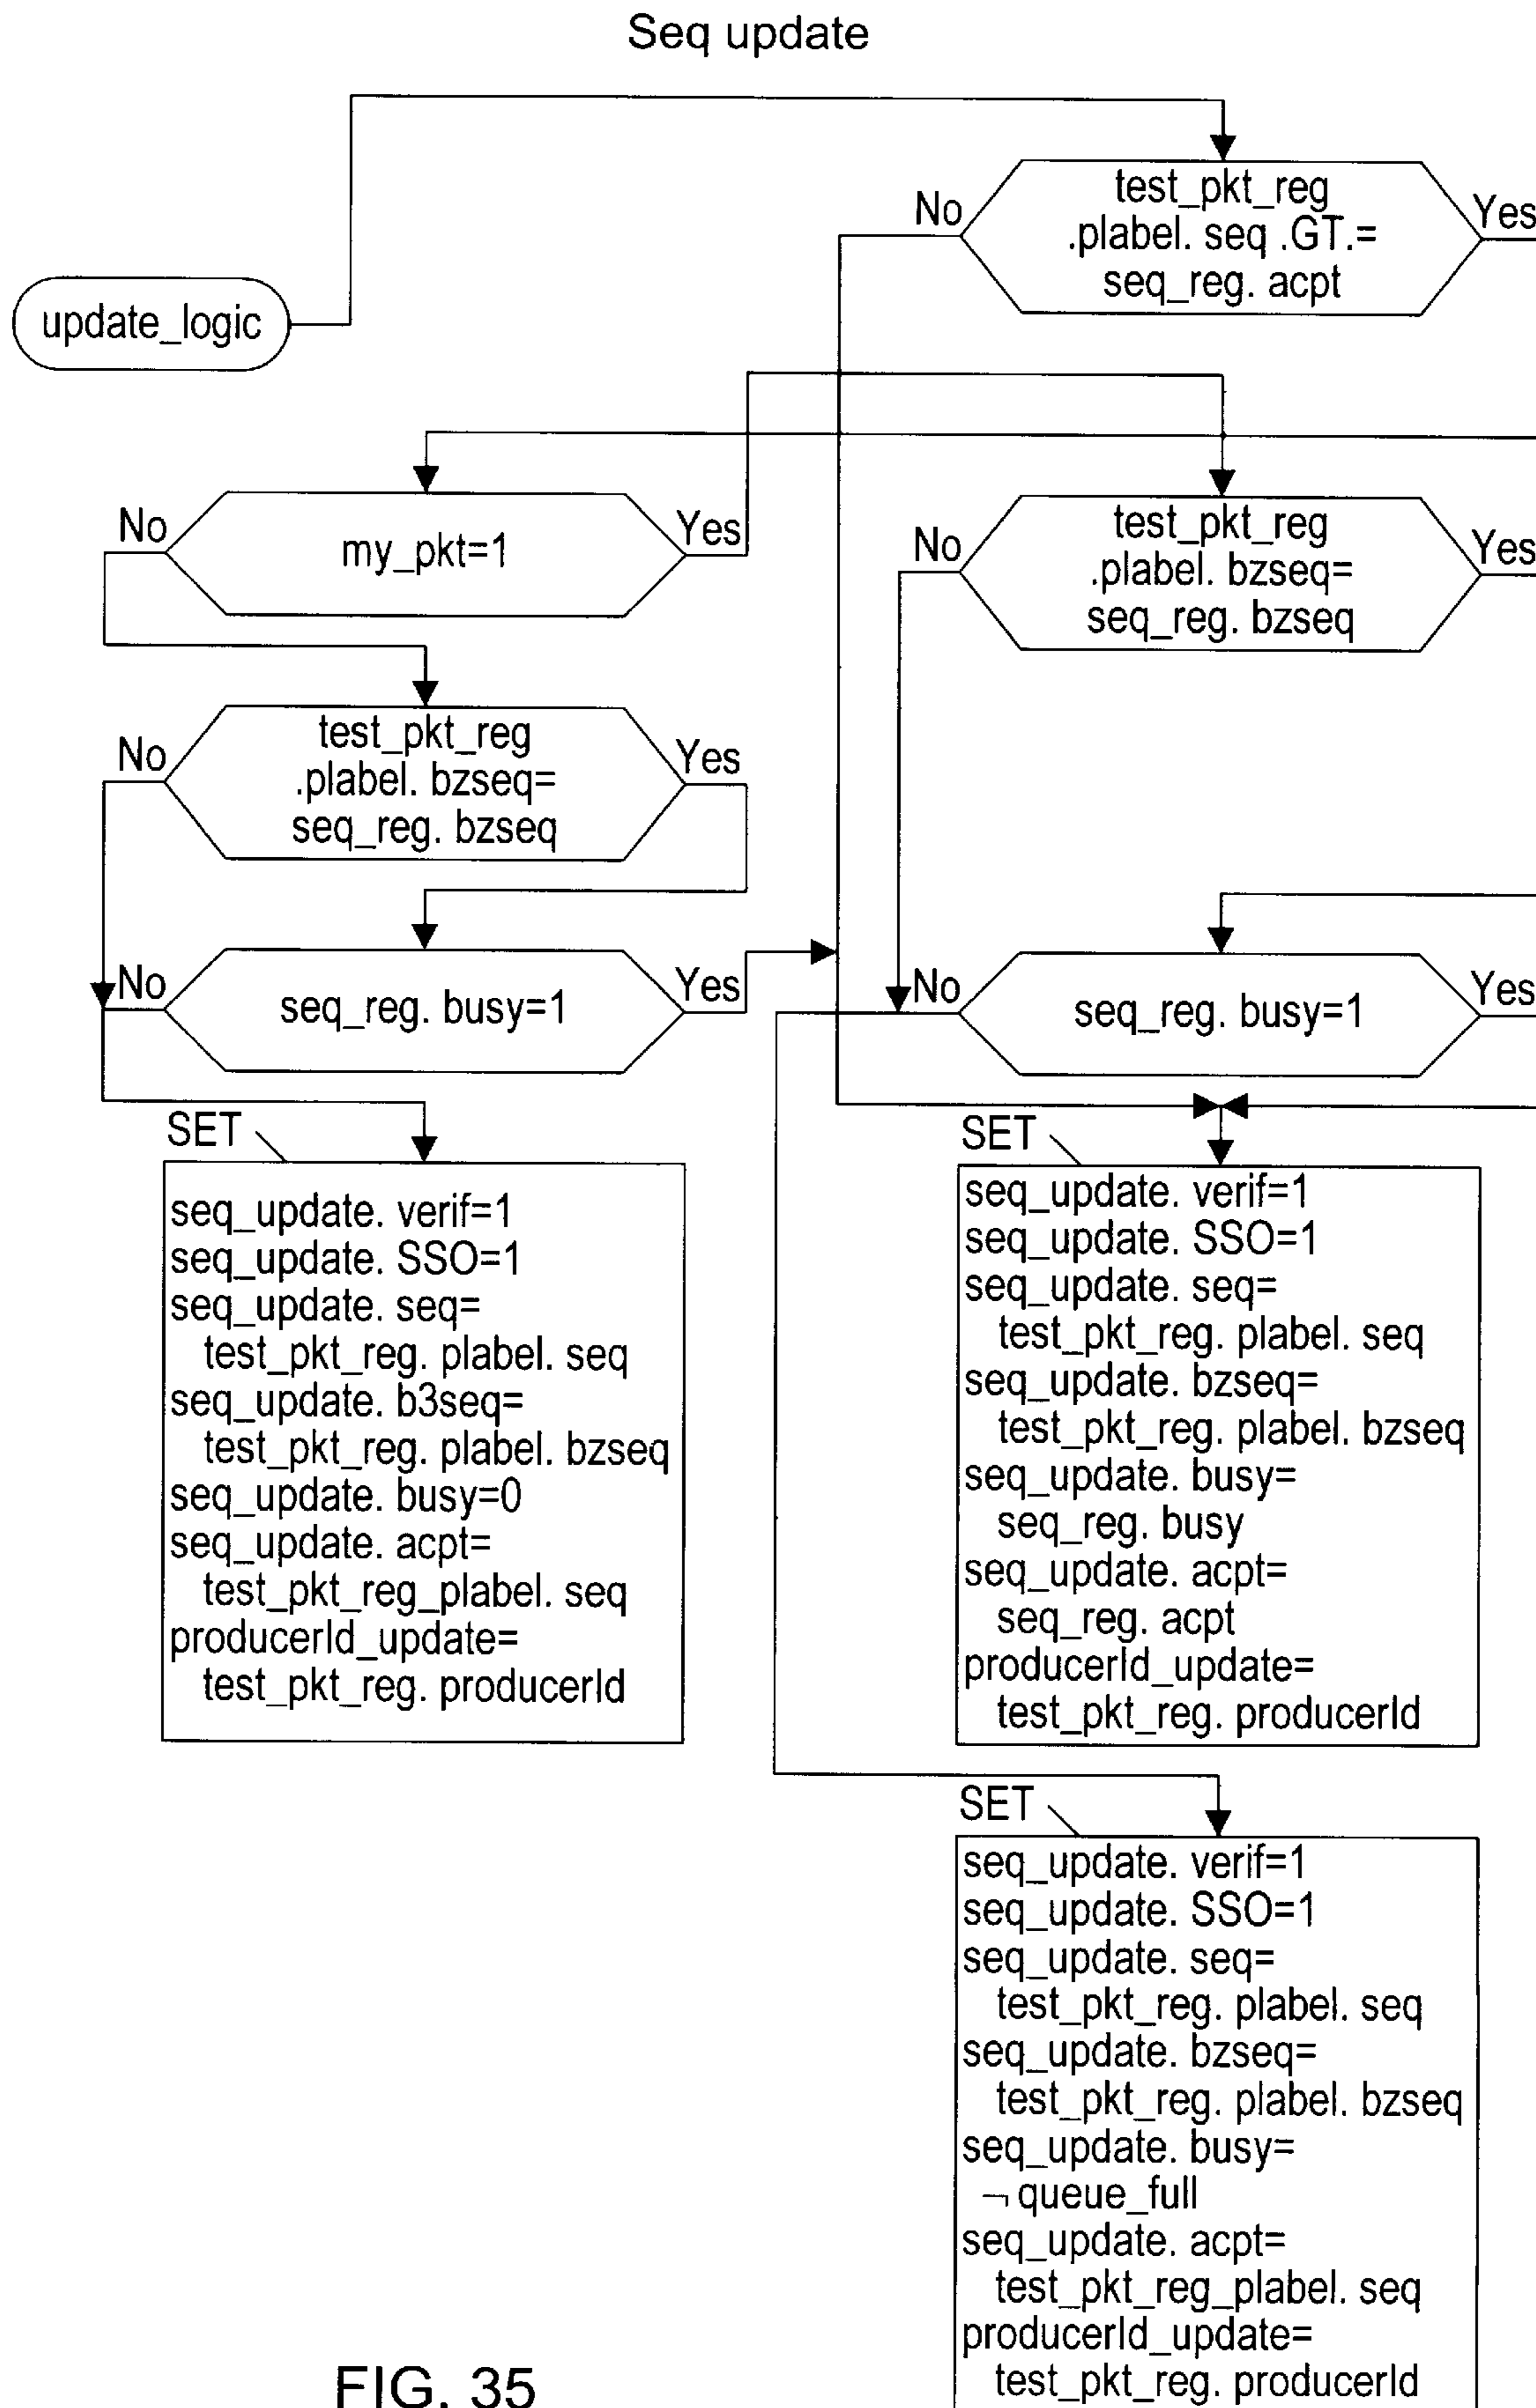 Seq update
update_logic
No
test_pkt_reg
.plabel. seq .GT.=
seq_reg. acpt
Yes
No
my_pkt=1
Yes
No
test_pkt_reg
.plabel. bzseq=
seq_reg. bzseq
Yes
No
test_pkt_reg
.plabel. bzseq=
seq_reg. bzseq
Yes
No
seq_reg. busy=1
Yes
No
seq_reg. busy=1
Yes
SET
seq_update. verif=1
seq_update. SSO=1
seq_update. seq=
test_pkt_reg. plabel. seq
seq_update. b3seq=
test_pkt_reg. plabel. bzseq
seq_update. busy=0
seq_update. acpt=
test_pkt_reg_plabel. seq
producerId_update=
test_pkt_reg. producerId
SET
seq_update. verif=1
seq_update. SSO=1
seq_update. seq=
test_pkt_reg. plabel. seq
seq_update. bzseq=
test_pkt_reg. plabel. bzseq
seq_update. busy=
seq_reg. busy
seq_update. acpt=
seq_reg. acpt
producerId_update=
test_pkt_reg. producerId
SET
seq_update. verif=1
seq_update. SSO=1
seq_update. seq=
test_pkt_reg. plabel. seq
seq_update. bzseq=
test_pkt_reg. plabel. bzseq
seq_update. busy=
¬ queue_full
seq_update. acpt=
test_pkt_reg_plabel. seq
producerId_update=
test_pkt_reg. producerId
FIG. 35